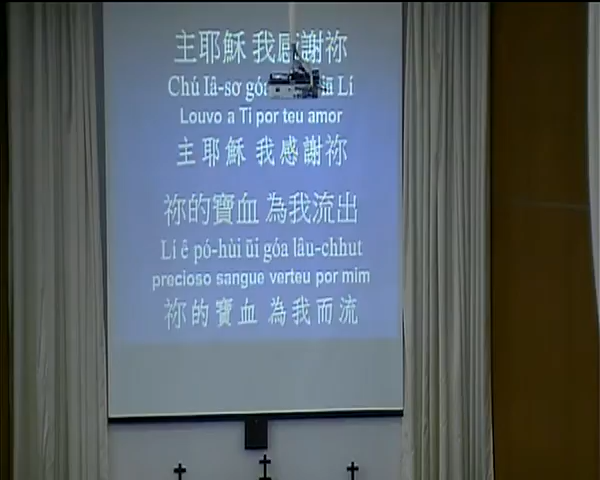 主耶穌 我感謝祢
Chú Iâ-so góa Lí
Louvo a Ti por teu amor
主耶穌 我感謝祢
祢的寶血 為我流出
Lí ê pó-hùi ūi góa lâu-chhut
precioso sangue verteu por mim
祢的寶血 為我而流